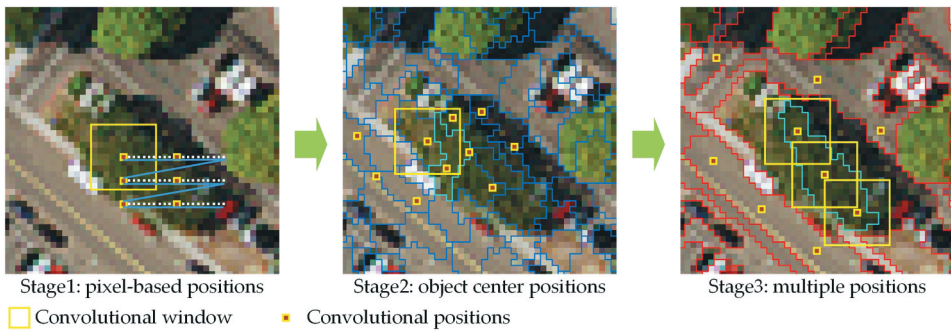 Stage1: pixel-based positions
Stage2: object center positions
Stage3: multiple positions
Convolutional window
Convolutional positions